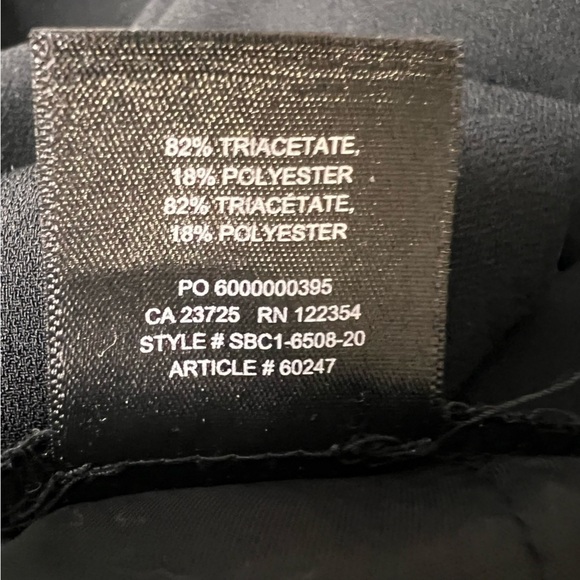 82% TRIACETATE,
18% POLYESTER
82% TRIACETATE,
18% POLYESTER
PO 6000000395
CA 23725 RN 122354
STYLE # SBC1-6508-20
ARTICLE # 60247